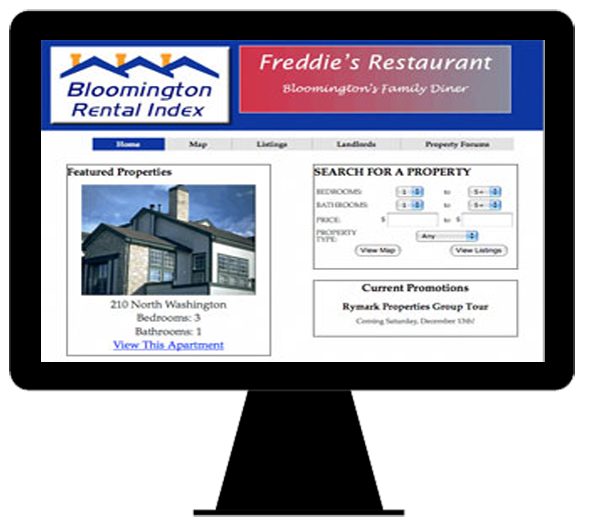 Bloomington
Rental Index
Freddie's Restaurant
Bloomington's Family Diner
Home Map Listings Landlords Property Forums
Featured Properties
210 North Washington
Bedrooms: 3
Bathrooms: 1
View This Apartment
SEARCH FOR A PROPERTY
BEDROOMS: 1 to 5+
BATHROOMS: 1 to 5+
PRICE: $ to $
PROPERTY
TYPE: Any
View Map View Listings
Current Promotions
Rymark Properties Group Tour
Coming Saturday, December 13th!